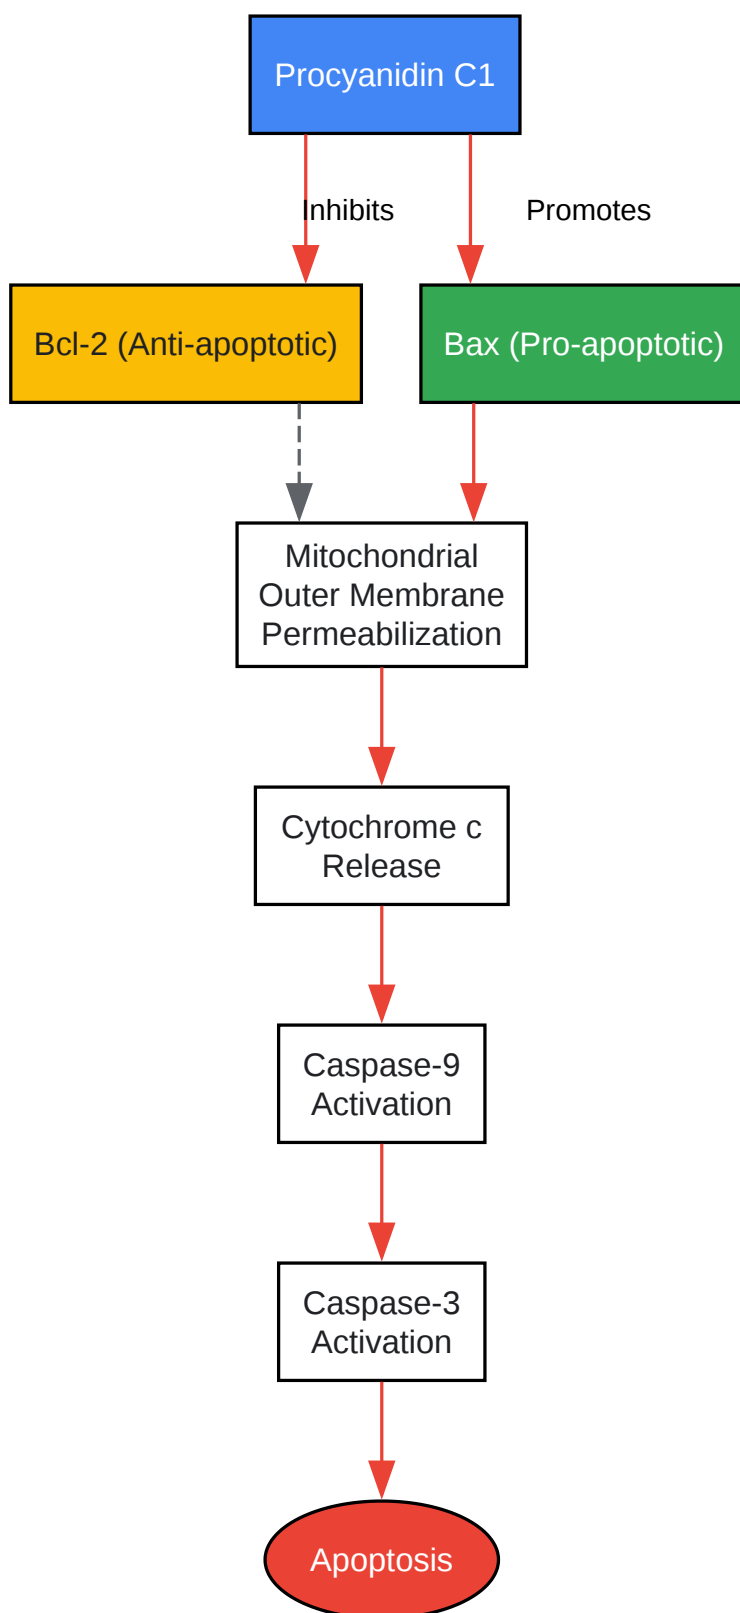 Procyanidin C1
Inhibits
Promotes
Bcl-2 (Anti-apoptotic)
Bax (Pro-apoptotic)
Mitochondrial
Outer Membrane
Permeabilization
Cytochrome c
Release
Caspase-9
Activation
Caspase-3
Activation
Apoptosis